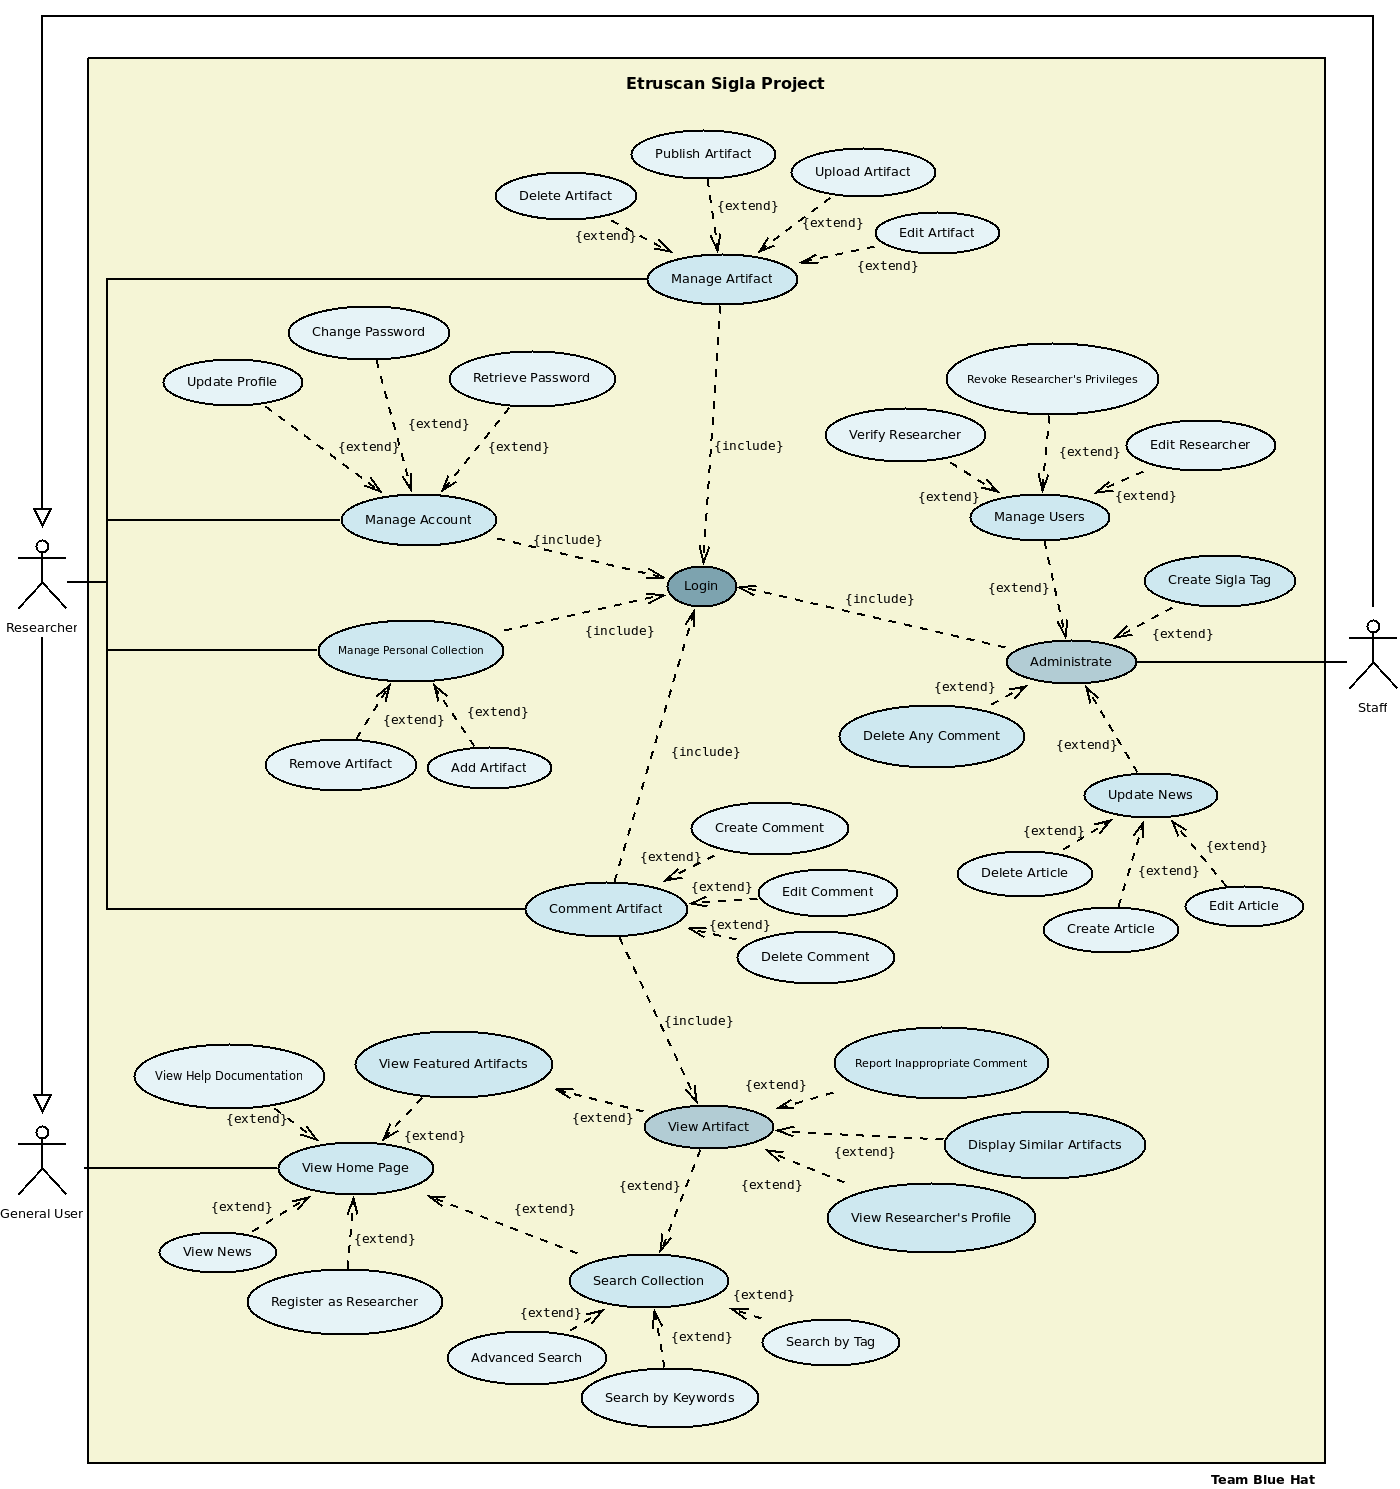 Etruscan Sigla Project
Publish Artifact
Upload Artifact
Delete Artifact
{extend}
{extend}
Edit Artifact
{extend}
{extend}
Manage Artifact
Change Password
Update Profile
Retrieve Password
Revoke Researcher's Privileges
{extend}
Verify Researcher
Edit Researcher
{extend}
{extend}
{include}
{extend}
{extend}
{extend}
Manage Account
Manage Users
{include}
Login
Create Sigla Tag
{extend}
{include}
Researcher
{include}
{extend}
Manage Personal Collection
Administrate
{extend}
Staff
{extend}
{extend}
Delete Any Comment
{extend}
{include}
Remove Artifact
Add Artifact
Update News
Create Comment
{extend}
{extend}
{extend}
Delete Article
{extend}
{extend}
Edit Comment
Comment Artifact
Edit Article
{extend}
Create Article
Delete Comment
{include}
View Featured Artifacts
Report Inappropriate Comment
View Help Documentation
{extend}
{extend}
{extend}
View Artifact
{extend}
Display Similar Artifacts
{extend}
View Home Page
{extend}
{extend}
General User
{extend}
{extend}
View Researcher's Profile
{extend}
View News
Search Collection
{extend}
Register as Researcher
{extend}
{extend}
Search by Tag
Advanced Search
Search by Keywords
Team Blue Hat